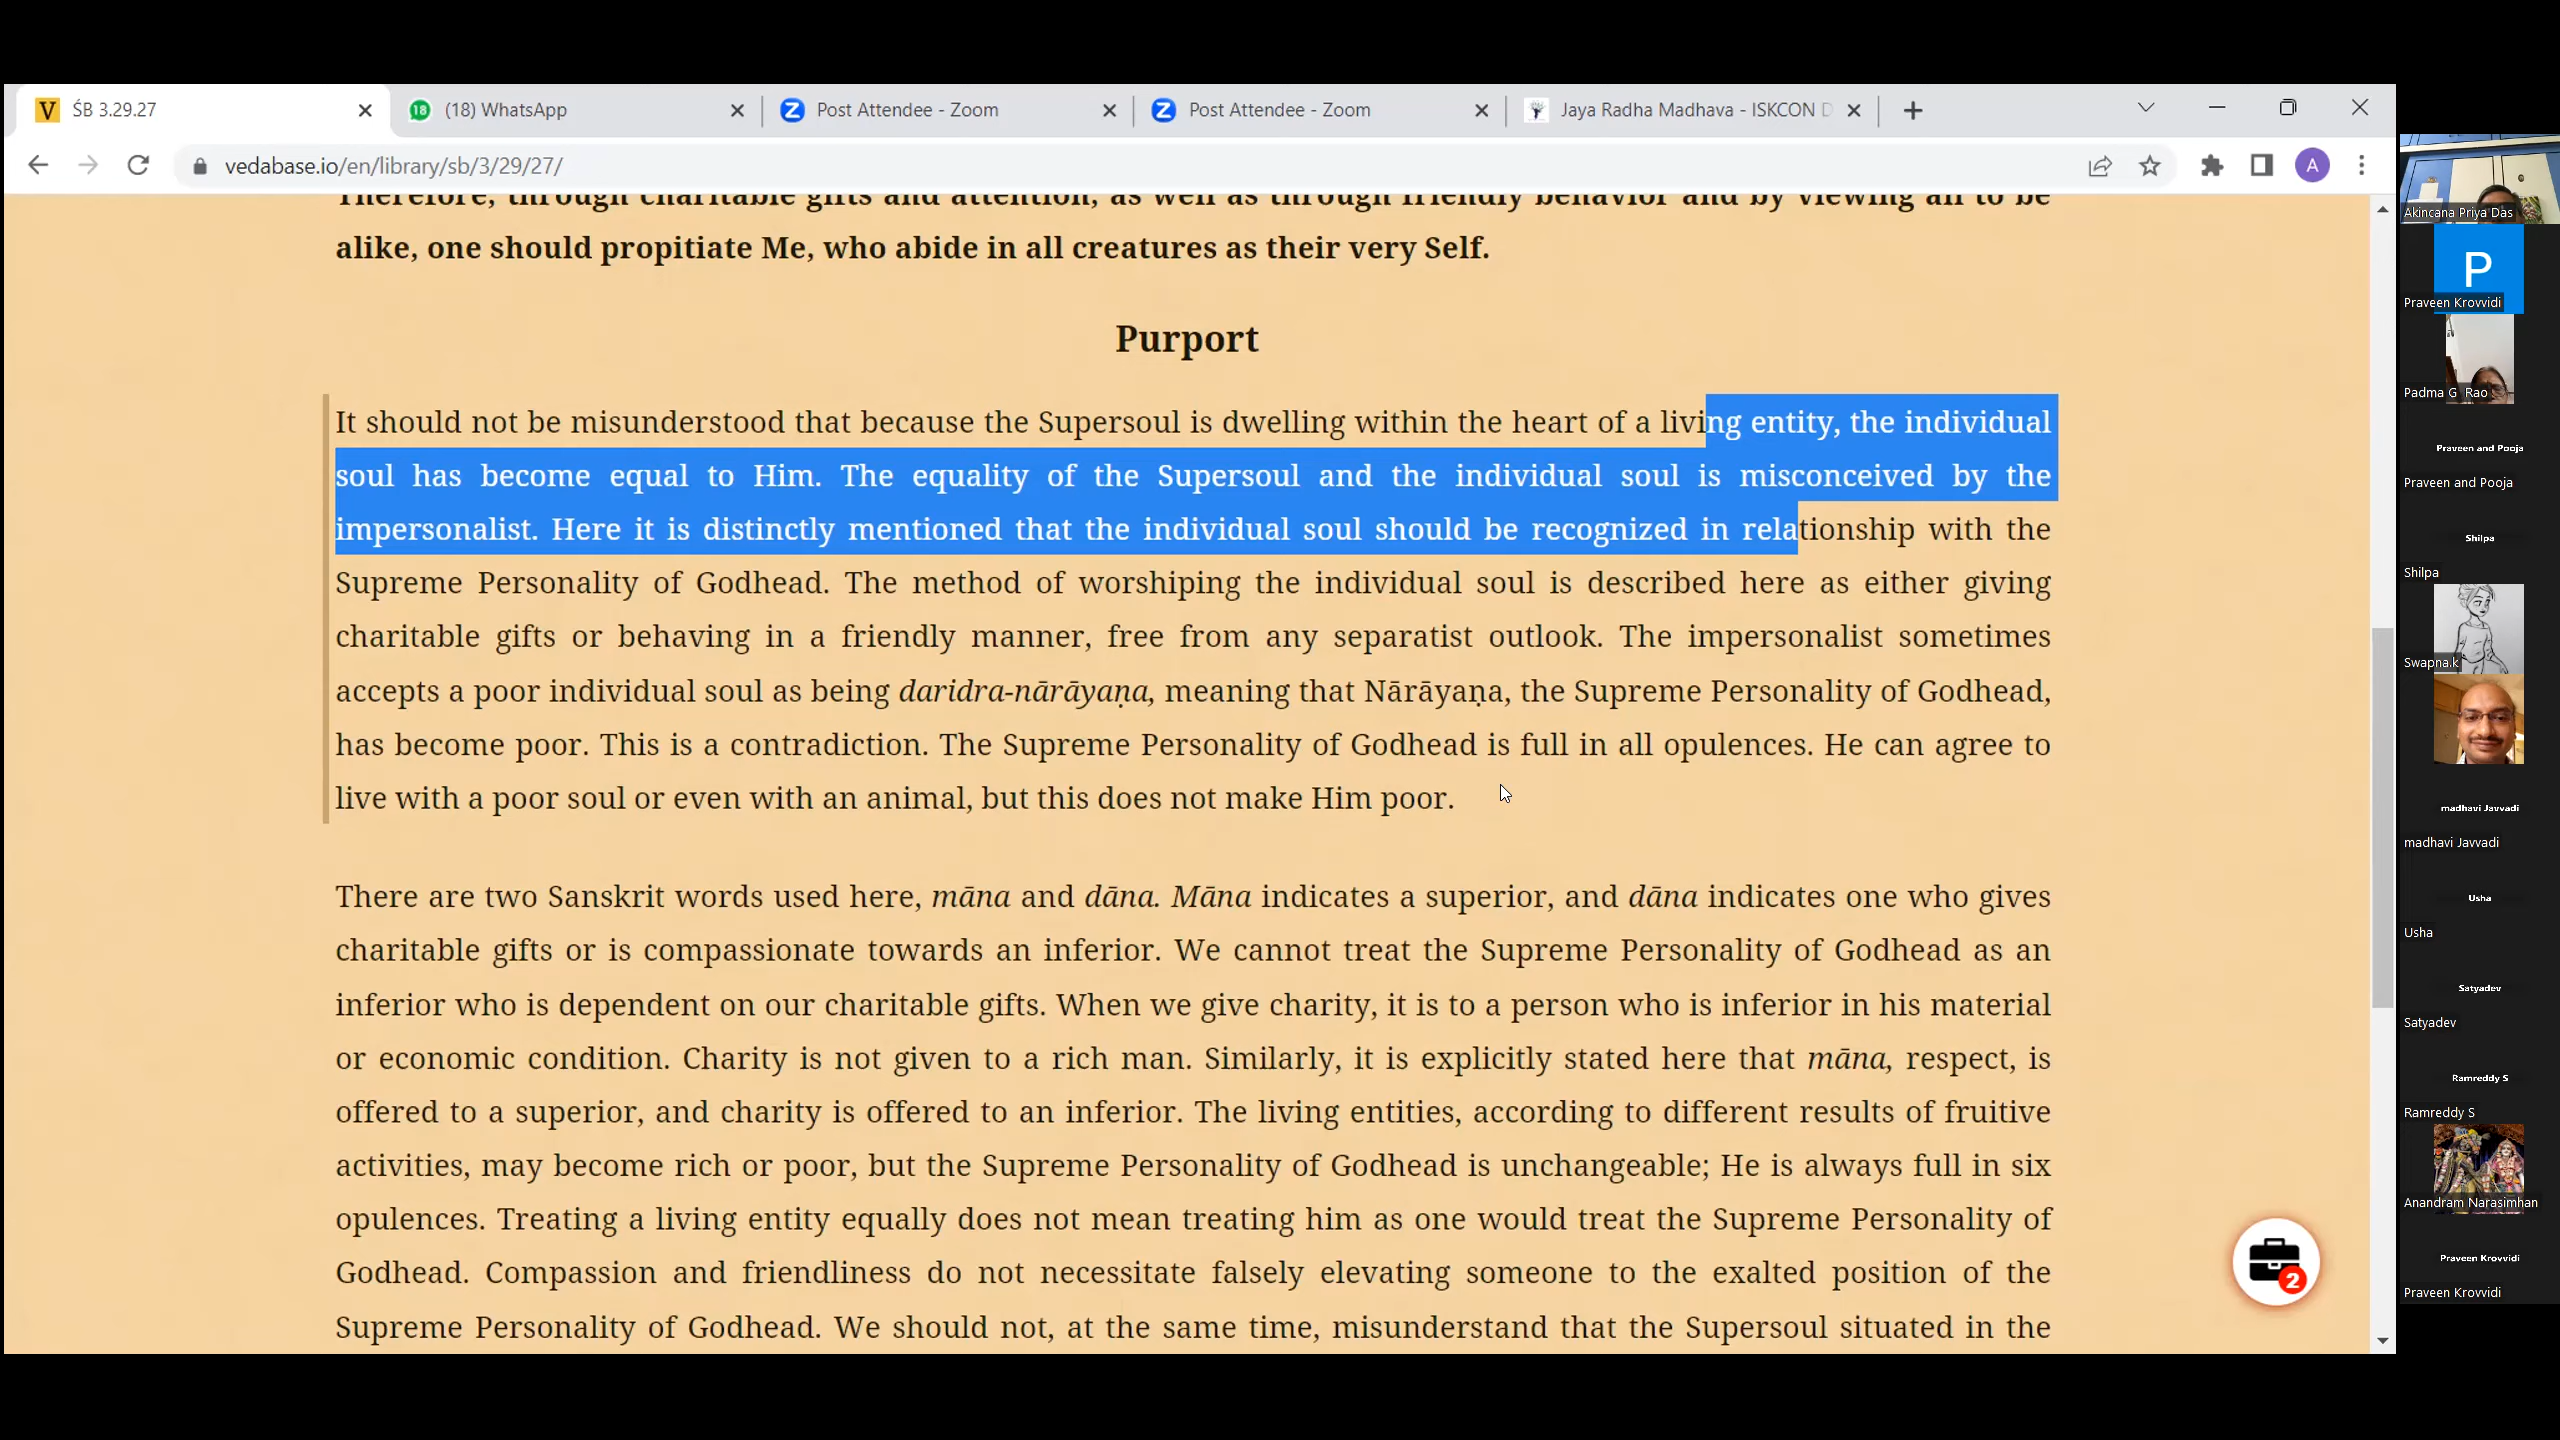 ŚB 3.29.27
18
(18) WhatsApp
Z
Post Attendee - Zoom
Z
Post Attendee - Zoom
Jaya Radha Madhava - ISKCON D
vedabase.io/en/library/sb/3/29/27/
A
Therefore, through charitable gifts and attention, as well as through friendly behavior and by viewing all to be
alike, one should propitiate Me, who abide in all creatures as their very Self.
Purport
It should not be misunderstood that because the Supersoul is dwelling within the heart of a living entity, the individual
soul has become equal to Him. The equality of the Supersoul and the individual soul is misconceived by the
impersonalist. Here it is distinctly mentioned that the individual soul should be recognized in relationship with the
Supreme Personality of Godhead. The method of worshiping the individual soul is described here as either giving
charitable gifts or behaving in a friendly manner, free from any separatist outlook. The impersonalist sometimes
accepts a poor individual soul as being daridra-nārāyaṇa, meaning that Nārāyaṇa, the Supreme Personality of Godhead,
has become poor. This is a contradiction. The Supreme Personality of Godhead is full in all opulences. He can agree to
live with a poor soul or even with an animal, but this does not make Him poor.
There are two Sanskrit words used here, māna and dāna. Māna indicates a superior, and dāna indicates one who gives
charitable gifts or is compassionate towards an inferior. We cannot treat the Supreme Personality of Godhead as an
inferior who is dependent on our charitable gifts. When we give charity, it is to a person who is inferior in his material
or economic condition. Charity is not given to a rich man. Similarly, it is explicitly stated here that māna, respect, is
offered to a superior, and charity is offered to an inferior. The living entities, according to different results of fruitive
activities, may become rich or poor, but the Supreme Personality of Godhead is unchangeable; He is always full in six
opulences. Treating a living entity equally does not mean treating him as one would treat the Supreme Personality of
Godhead. Compassion and friendliness do not necessitate falsely elevating someone to the exalted position of the
Supreme Personality of Godhead. We should not, at the same time, misunderstand that the Supersoul situated in the
2
Akincana Priya Das
P
Praveen Krovvidi
Padma G Rao
Praveen and Pooja
Praveen and Pooja
Shilpa
Shilpa
Swapna.k
madhavi Javvadi
madhavi Javvadi
Usha
Usha
Satyadev
Satyadev
Ramreddy S
Ramreddy S
Anandram Narasimhan
Praveen Krovvidi
Praveen Krovvidi